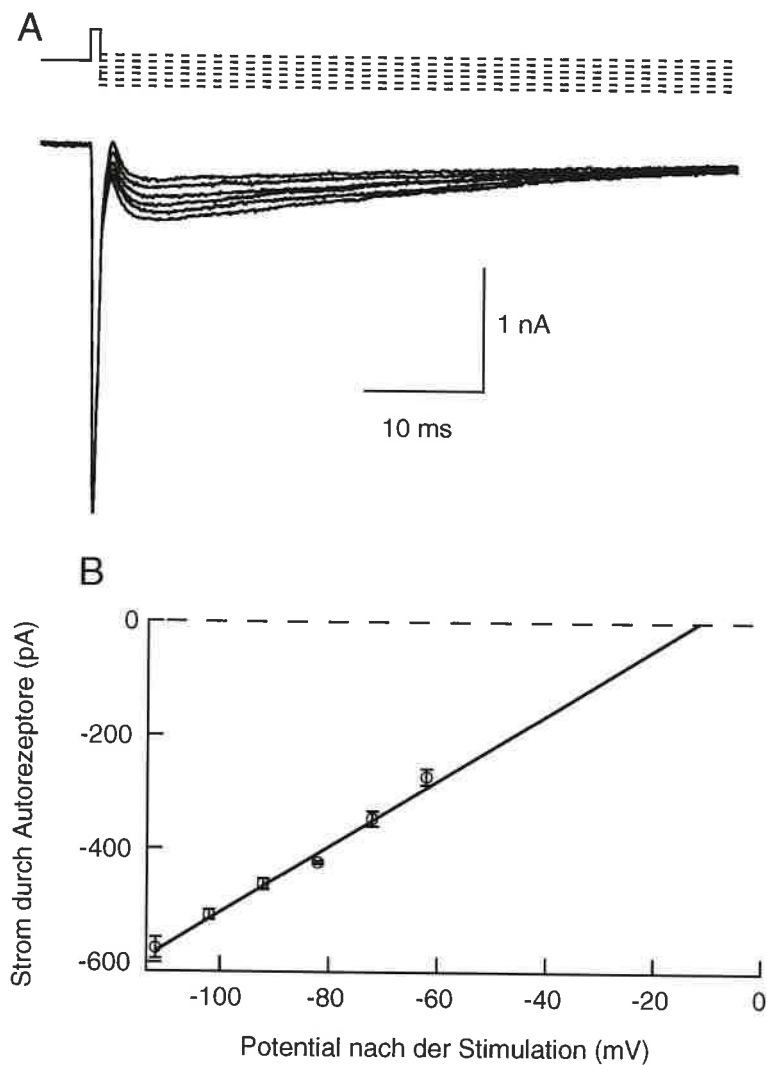 A
1 nA
10 ms
B
0
-200
-400
-600
Strom durch Autorezeptore (pA)
-100
-80
-60
-40
-20
0
Potential nach der Stimulation (mV)